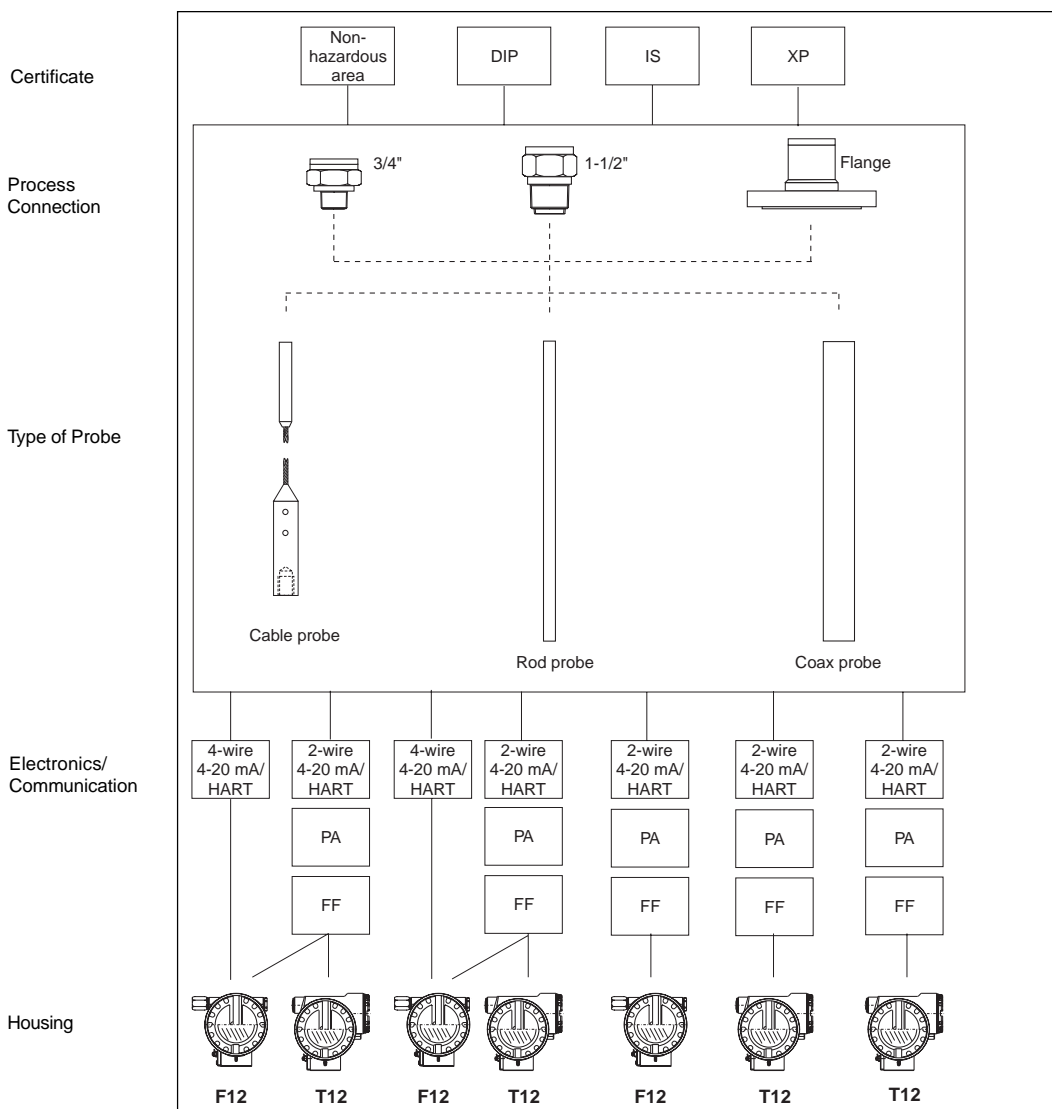 Certificate
Non-
hazardous
area
DIP
IS
XP
Process
Connection
3/4"
1-1/2"
Flange
Type of Probe
Cable probe
Rod probe
Coax probe
Electronics/
Communication
4-wire
4-20 mA/
HART
2-wire
4-20 mA/
HART
4-wire
4-20 mA/
HART
2-wire
4-20 mA/
HART
2-wire
4-20 mA/
HART
2-wire
4-20 mA/
HART
2-wire
4-20 mA/
HART
PA
PA
PA
PA
PA
FF
FF
FF
FF
FF
Housing
F12
T12
F12
T12
F12
T12
T12